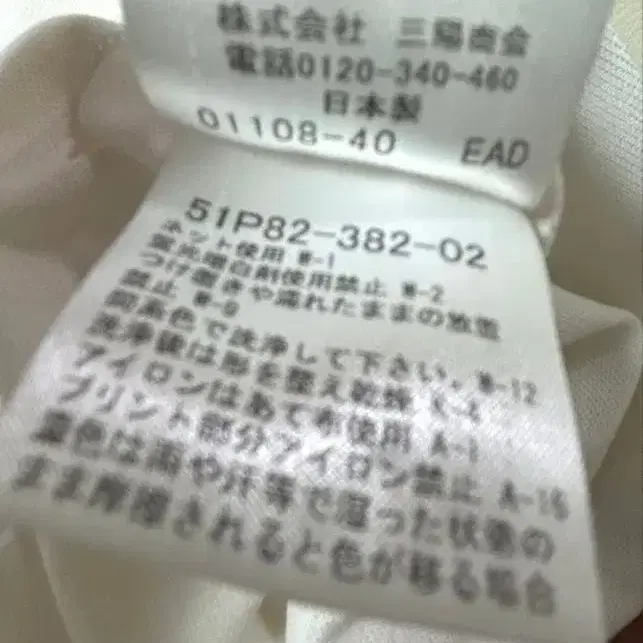 株式会社 三陽商会
電話0120-340-460
日本製
01108-40 EAD
51P82-382-02
ネット使用 W-1
蛍光増白剤使用禁止 W-2
つけ置きや濡れたままの放置
禁止 W-9
同系色で洗浄して下さい。W-12
洗浄後は形を整え乾燥 K-4
アイロンはあて布使用 A-1
プリント部分アイロン禁止 A-16
濃色は雨や汗等で湿った状態の
まま摩擦されると色が移る場合